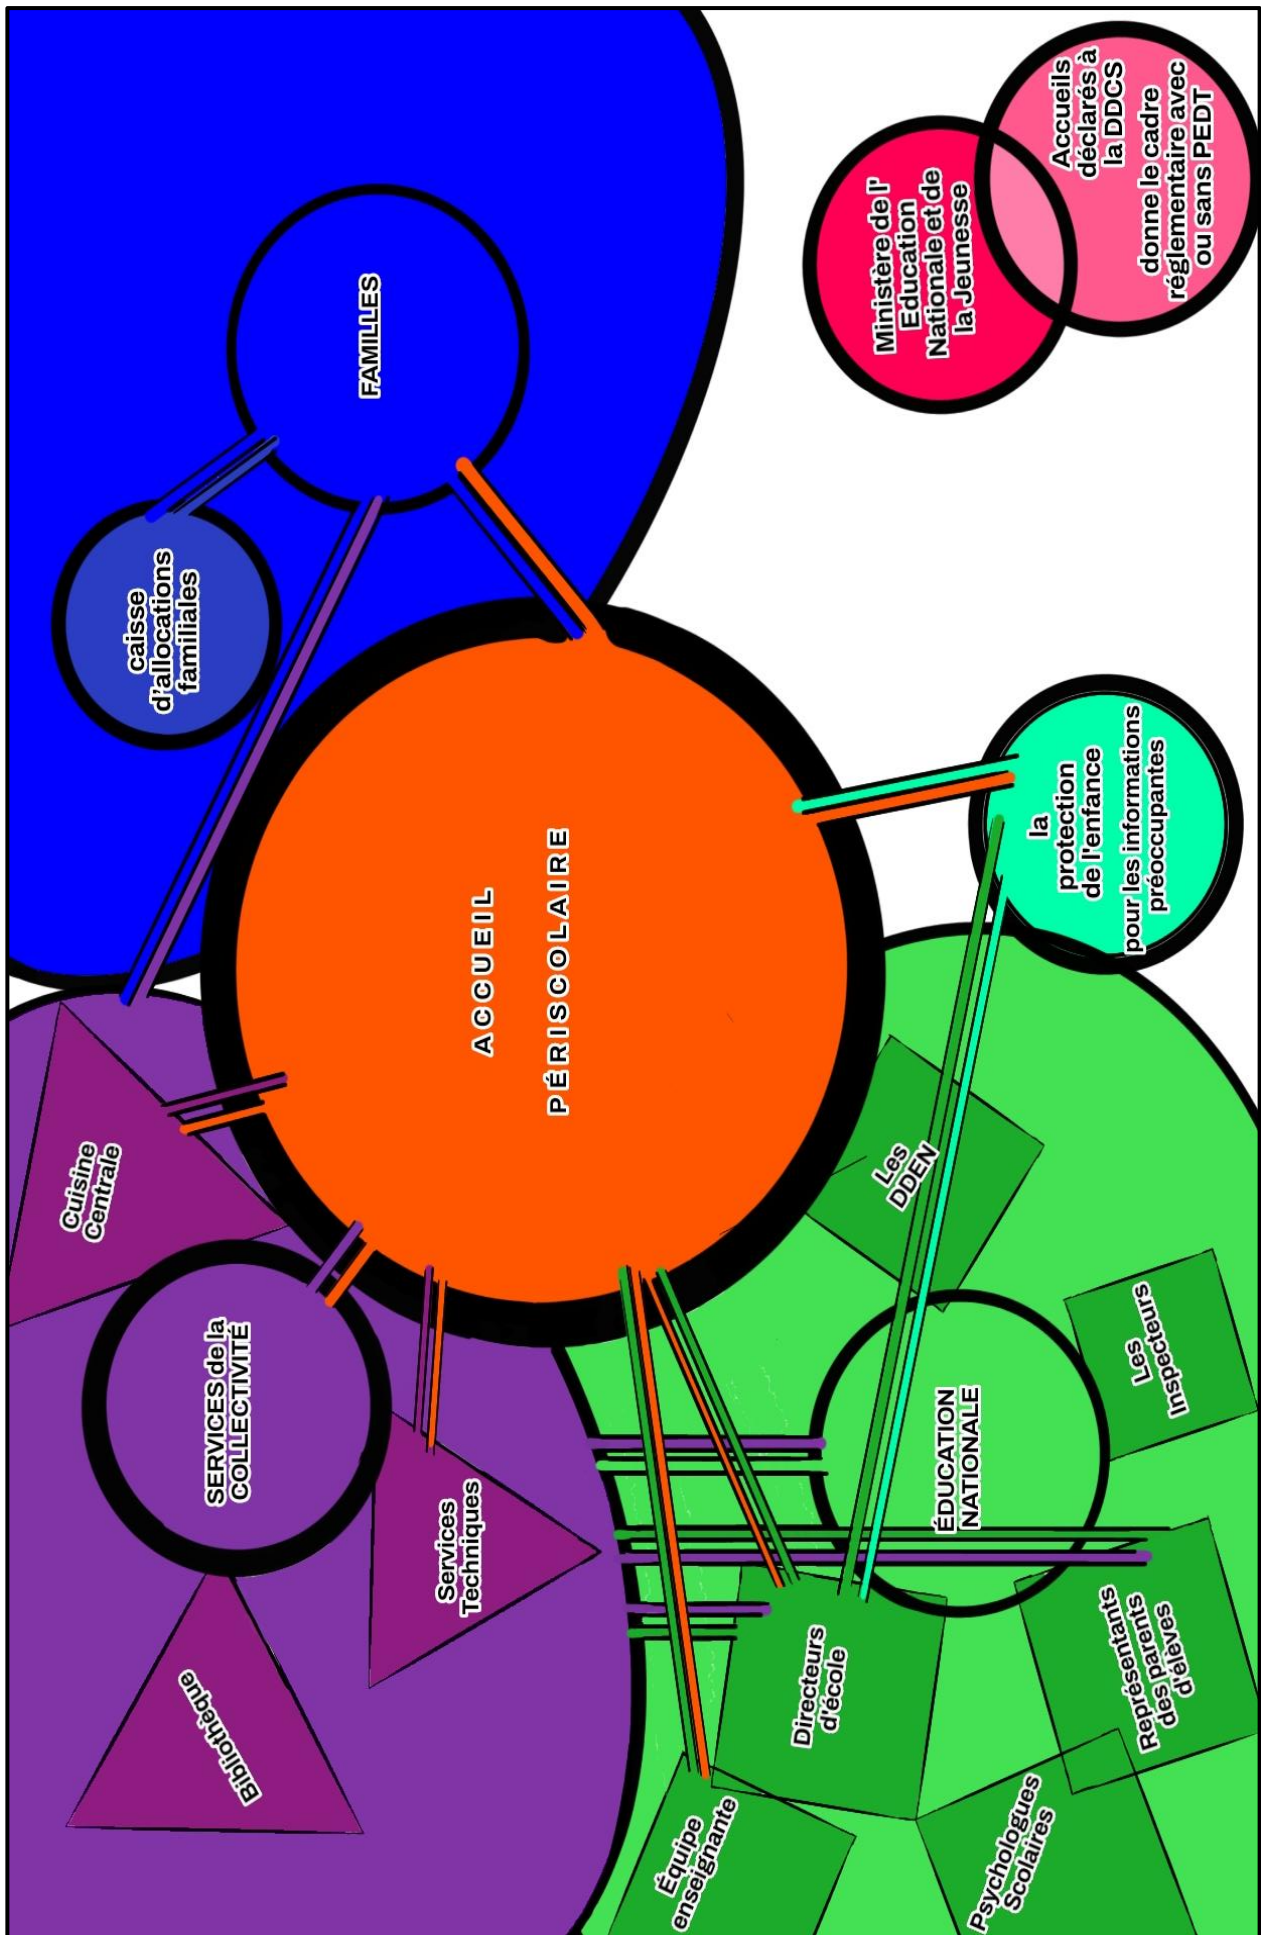 Bibliothèque
SERVICES de la
COLLECTIVITÉ
Cuisine
Centrale
caisse
d'allocations
familiales
FAMILLES
Services
Techniques
ACCUEIL
PÉRISCOLAIRE
Équipe
enseignante
Directeurs
d'école
ÉDUCATION
NATIONALE
Les
DDEN
Psychologues
Scolaires
Représentants
des parents
d'élèves
Les
Inspecteurs
la
protection
de l'enfance
pour les informations
préoccupantes
Ministère de l'
Education
Nationale et de
la Jeunesse
Accueils
déclarés à
la DDCS
donne le cadre
réglementaire avec
ou sans PEDT